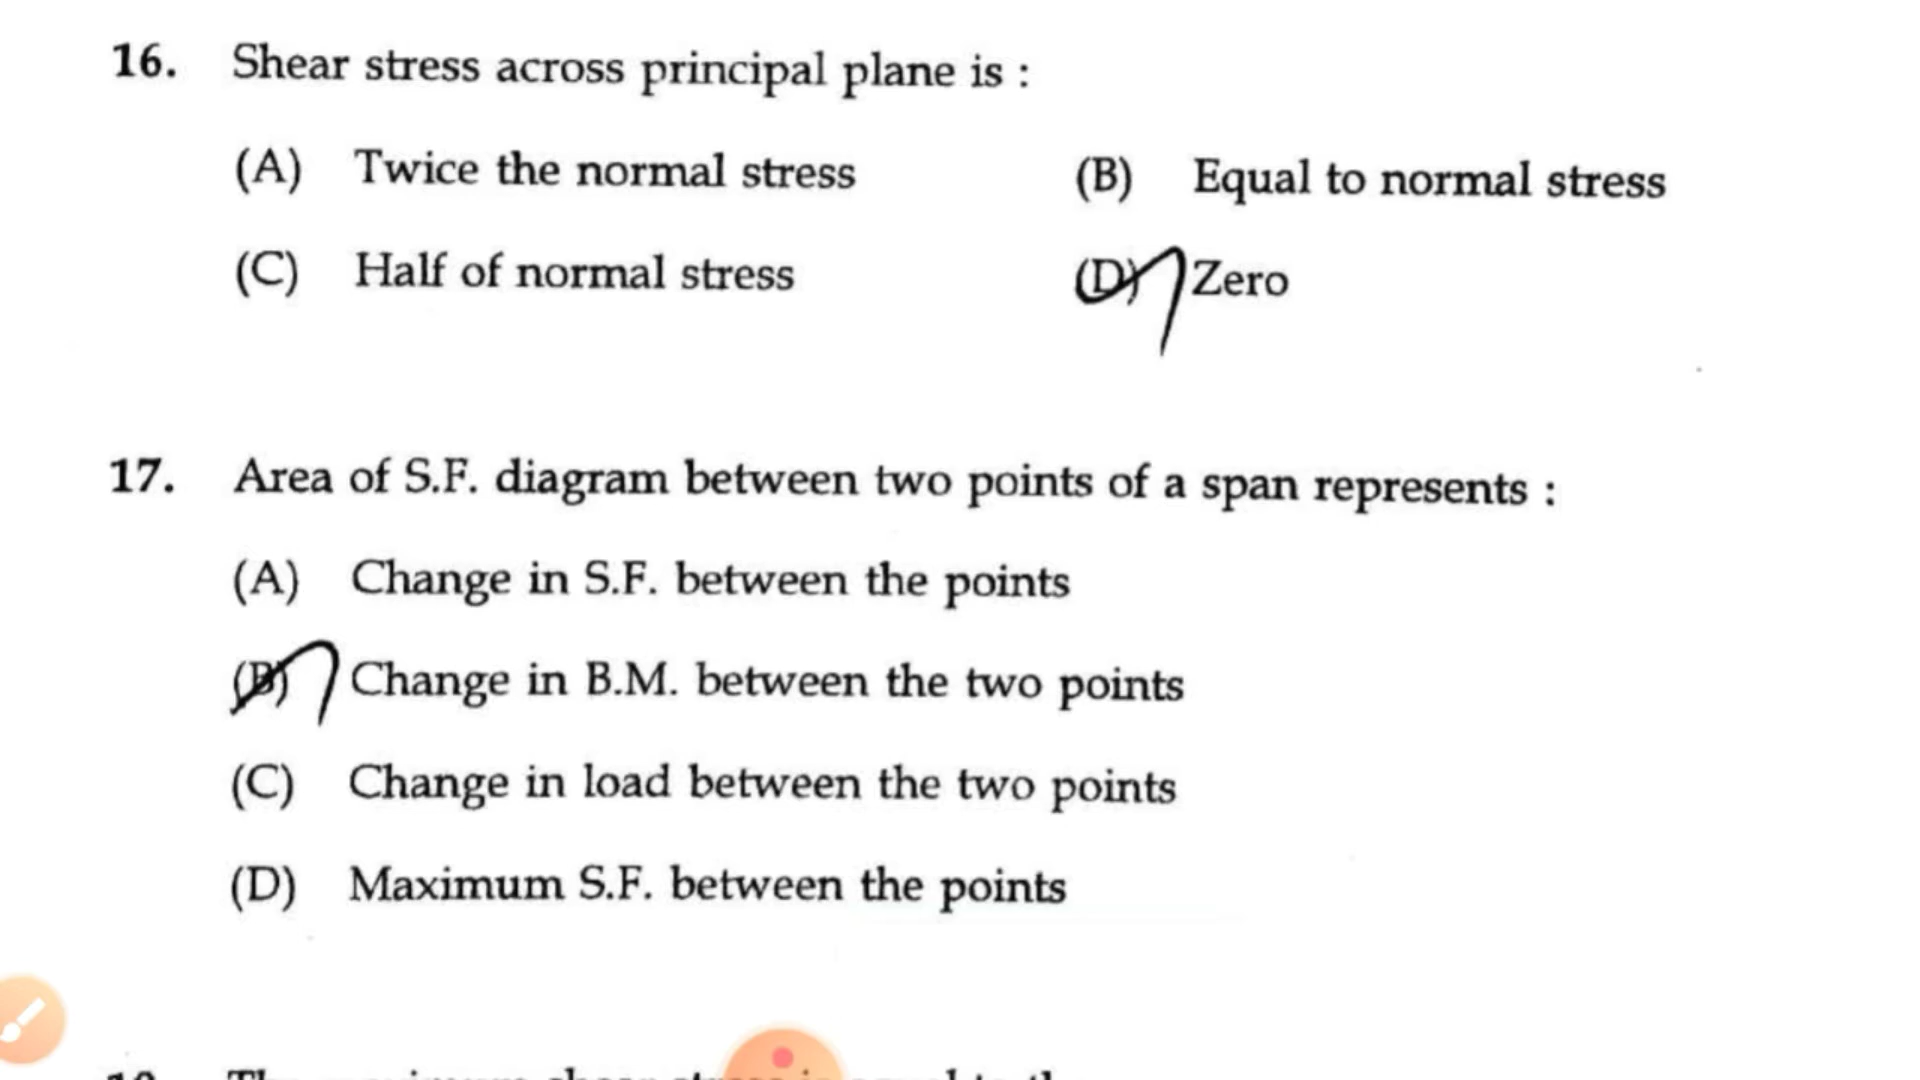 16. Shear stress across principal plane is :
(A) Twice the normal stress (B) Equal to normal stress
(C) Half of normal stress (D) Zero
17. Area of S.F. diagram between two points of a span represents :
(A) Change in S.F. between the points
(B) Change in B.M. between the two points
(C) Change in load between the two points
(D) Maximum S.F. between the points